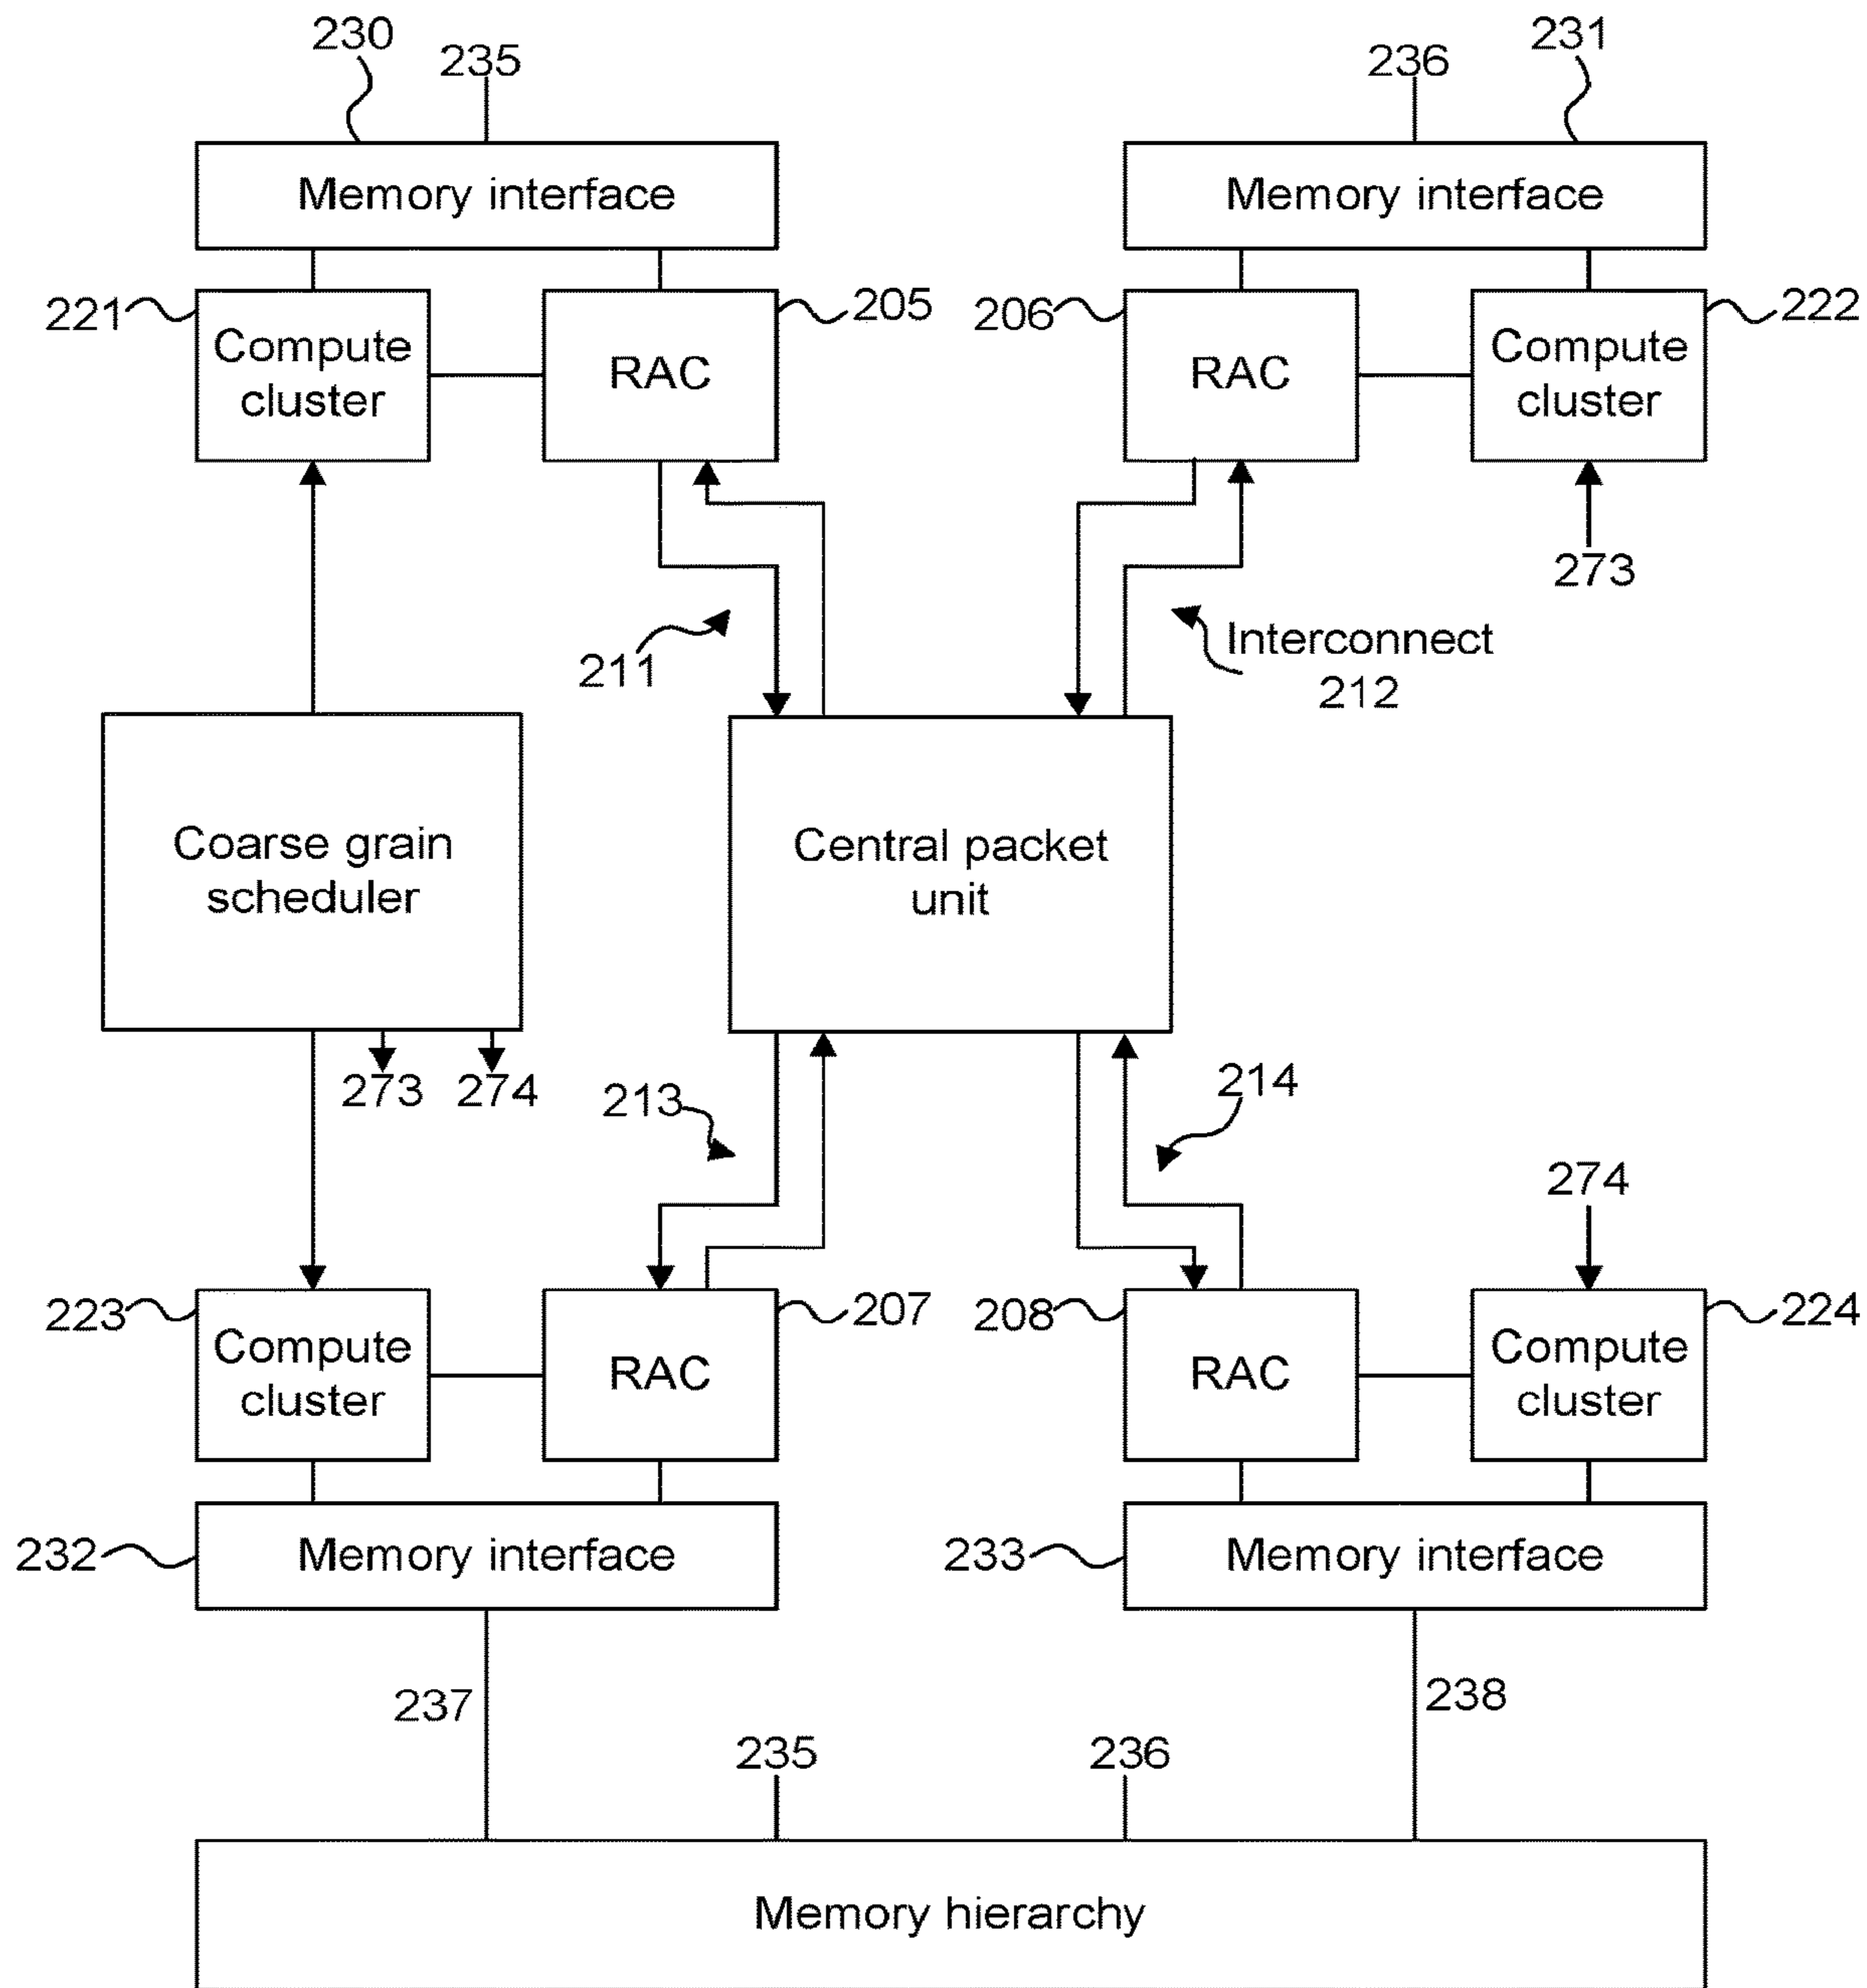 230
235
236
231
Memory interface
Memory interface
221
205
206
222
Compute
cluster
RAC
RAC
Compute
cluster
273
211
Interconnect
212
Coarse grain
scheduler
Central packet
unit
273
274
213
214
274
223
207
208
224
Compute
cluster
RAC
RAC
Compute
cluster
232
Memory interface
233
Memory interface
237
238
235
236
Memory hierarchy